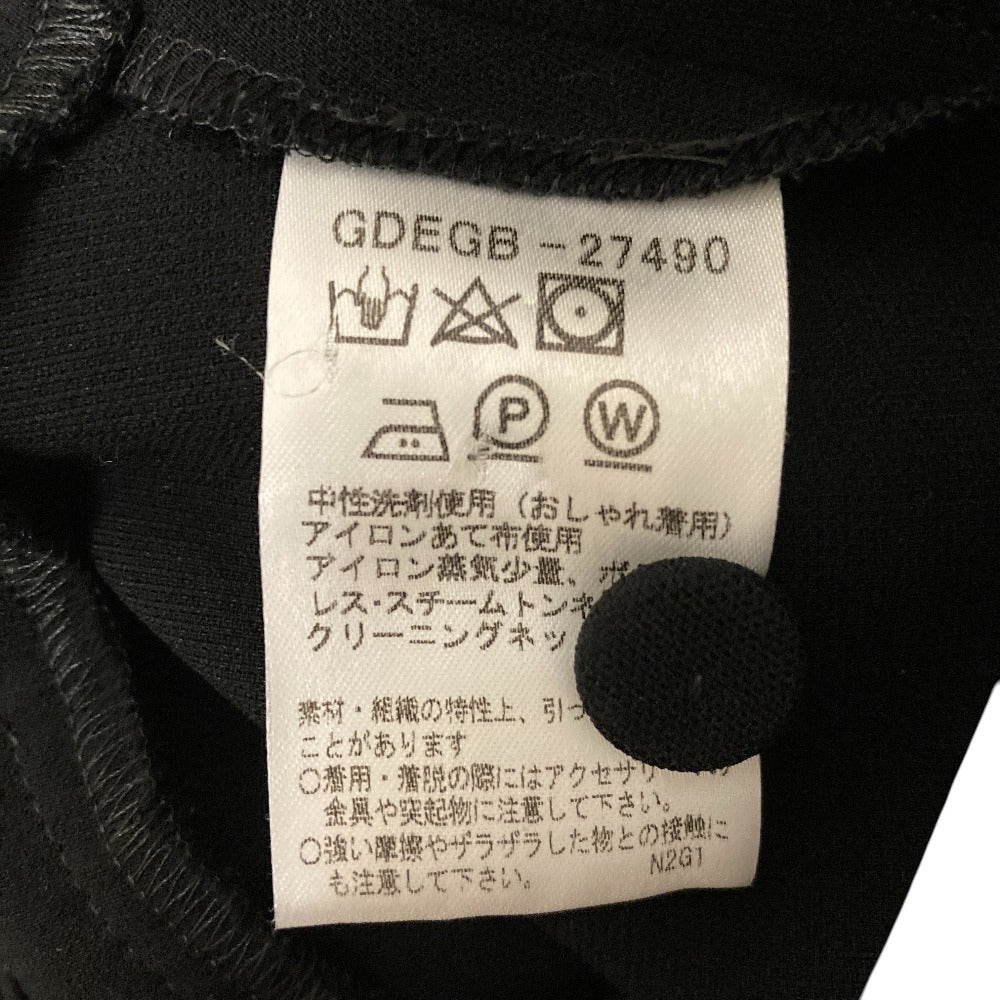 GDEGB-27490
P W
中性洗剤使用（おしゃれ着用）
アイロンあて布使用
アイロン蒸気少量、
レス・スチームトンネ
クリーニングネッ
素材・組織の特性上、引っ
ことがあります
○着用・着脱の際にはアクセサリ
金具や突起物に注意して下さい。
○強い摩擦やザラザラした物との接触に
も注意して下さい。
N2G1